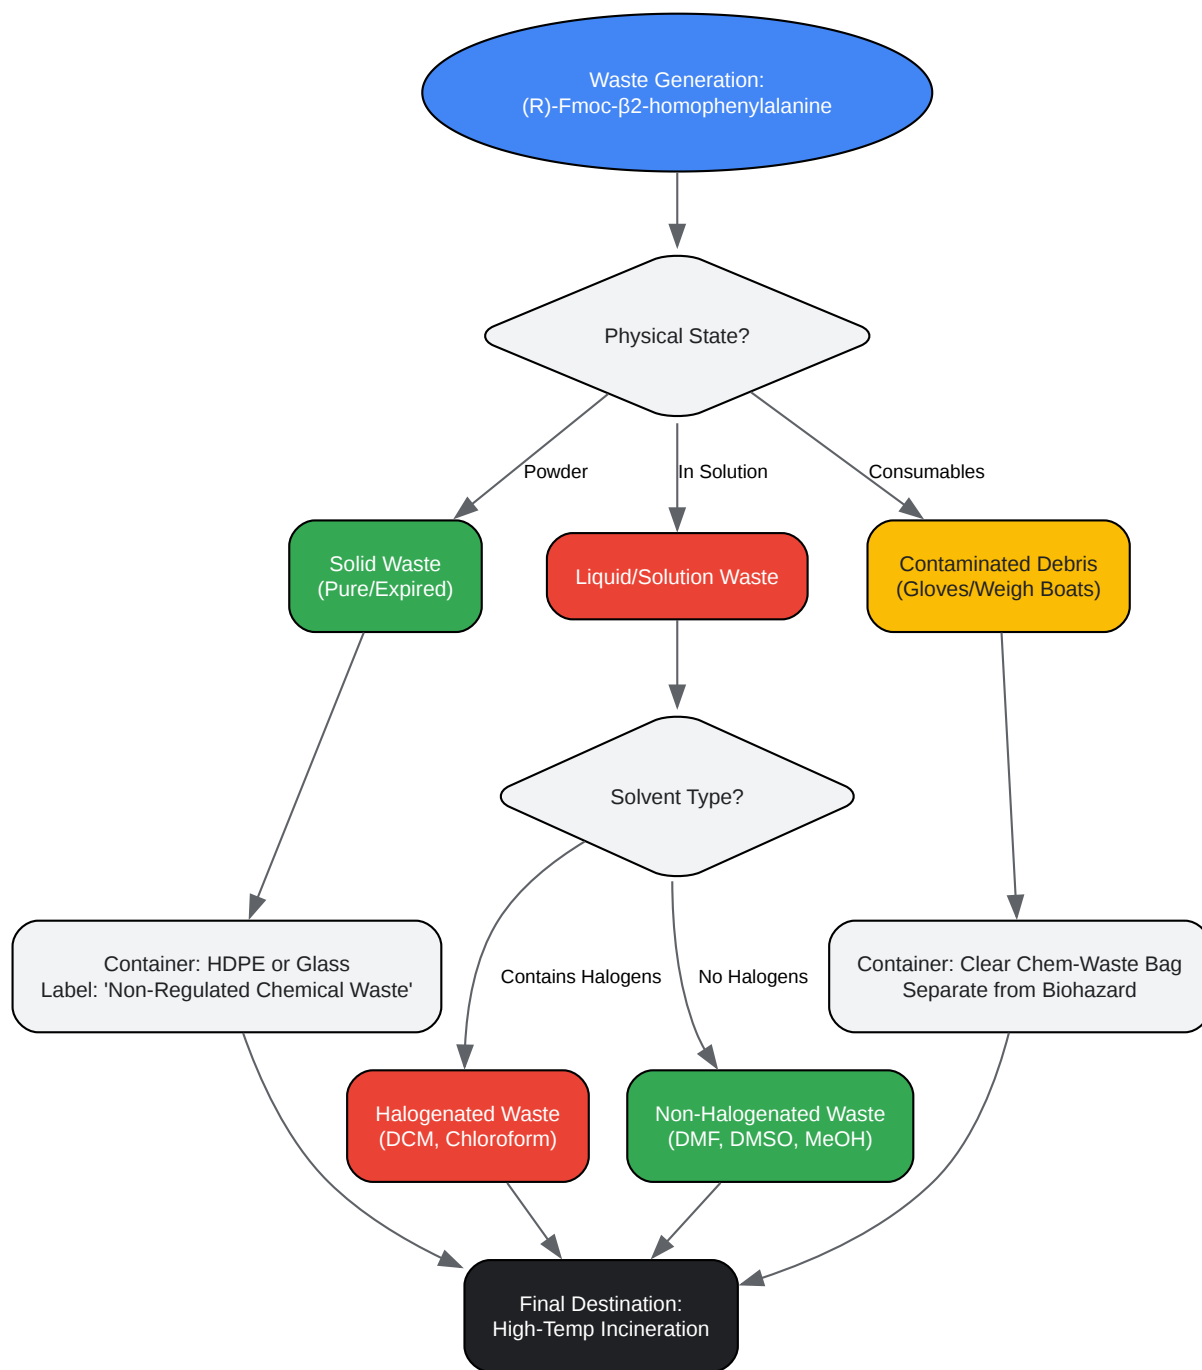 Waste Generation:
(R)-Fmoc-β2-homophenylalanine
Physical State?
Powder
In Solution
Consumables
Solid Waste
(Pure/Expired)
Liquid/Solution Waste
Contaminated Debris
(Gloves/Weigh Boats)
Solvent Type?
Container: HDPE or Glass
Label: 'Non-Regulated Chemical Waste'
Contains Halogens
No Halogens
Container: Clear Chem-Waste Bag
Separate from Biohazard
Halogenated Waste
(DCM, Chloroform)
Non-Halogenated Waste
(DMF, DMSO, MeOH)
Final Destination:
High-Temp Incineration